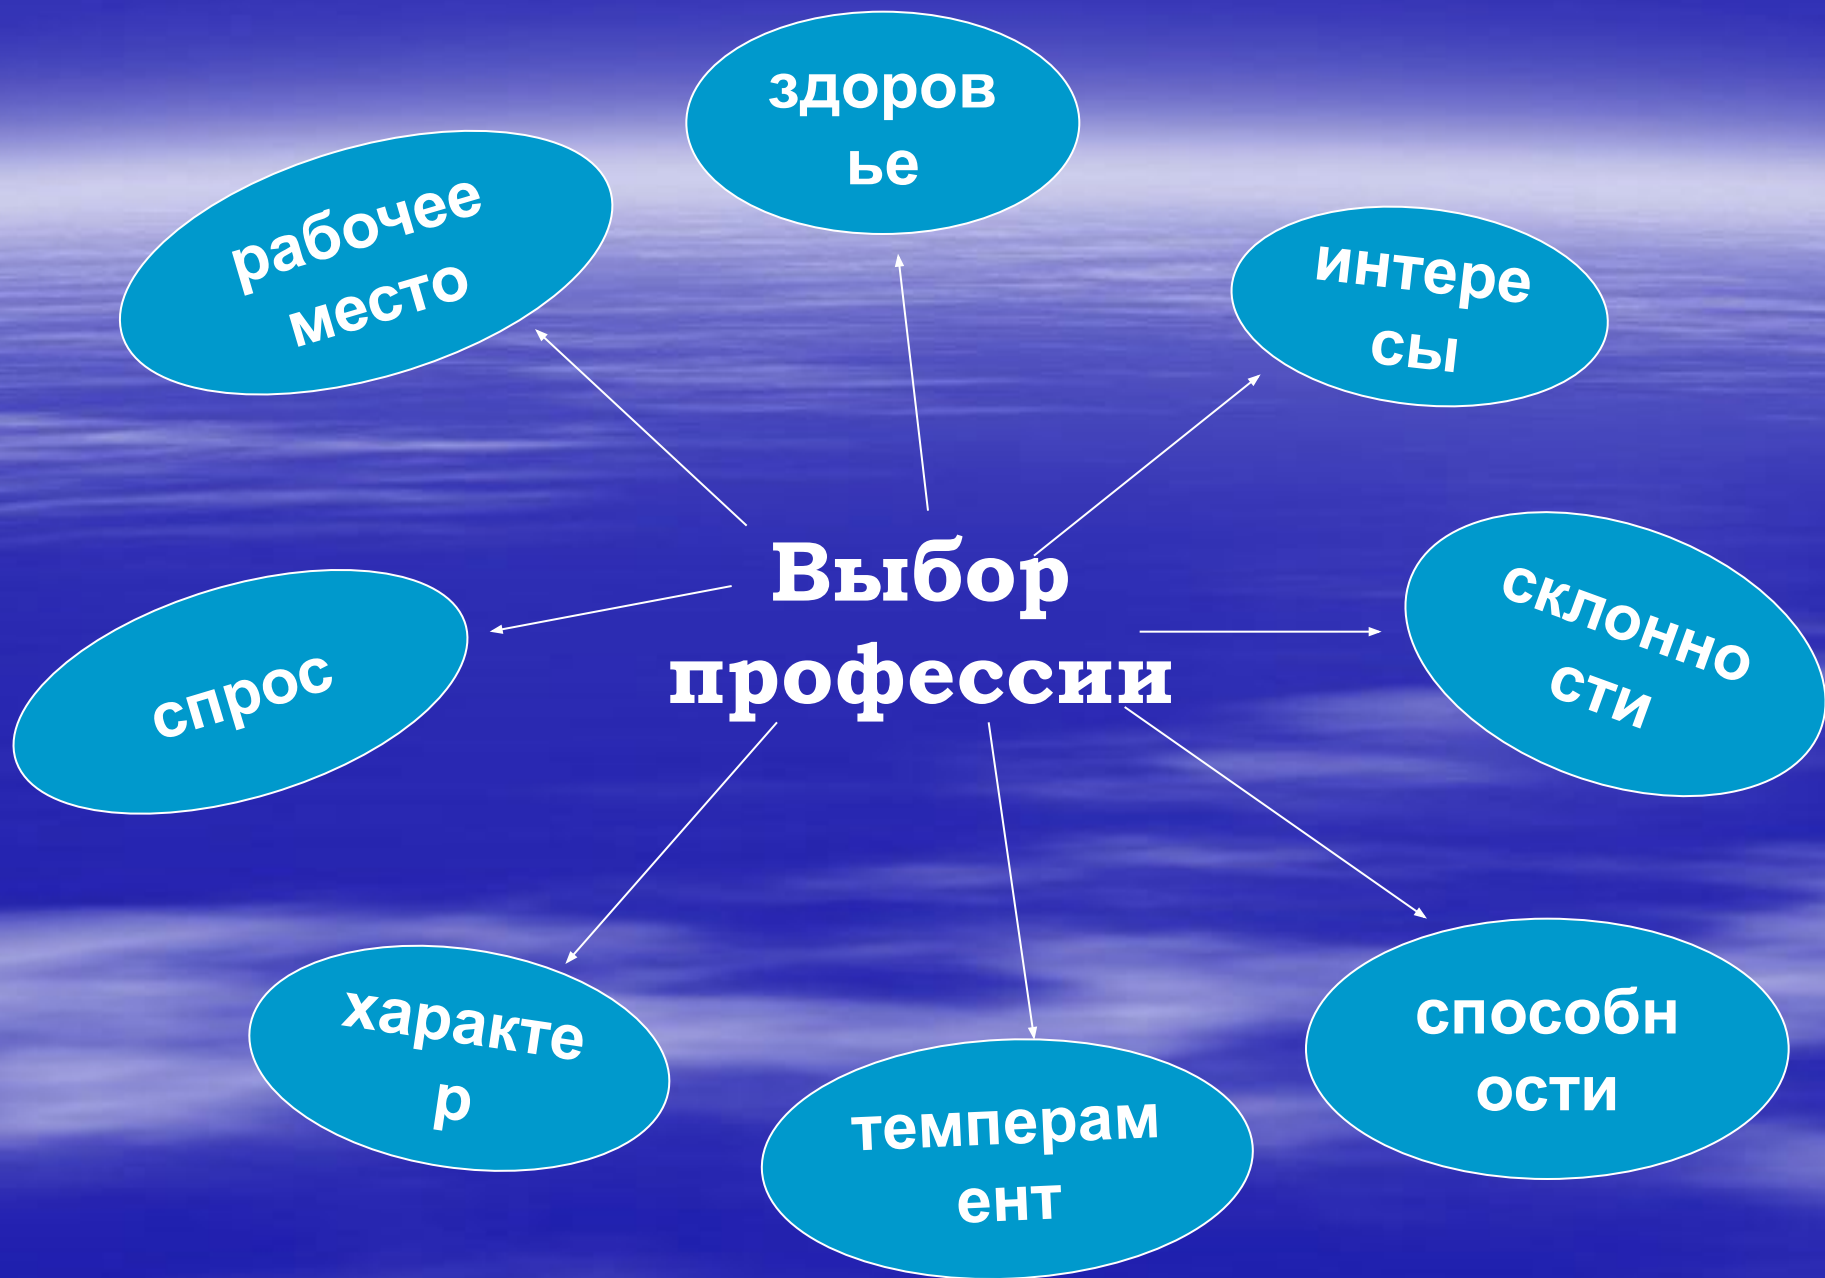 здоров
ье
рабочее
место
интере
сы
Выбор
профессии
склонно
сти
спрос
характе
р
темперам
ент
способн
ости